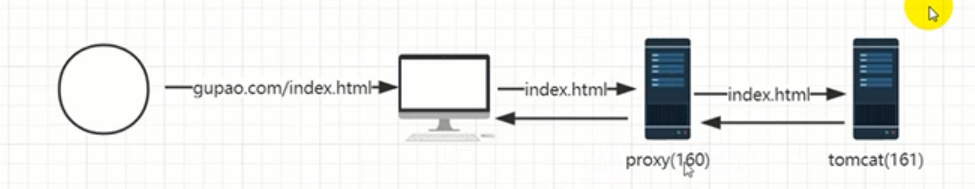 gupao.com/index.html
index.html
index.html
proxy(160)
tomcat(161)